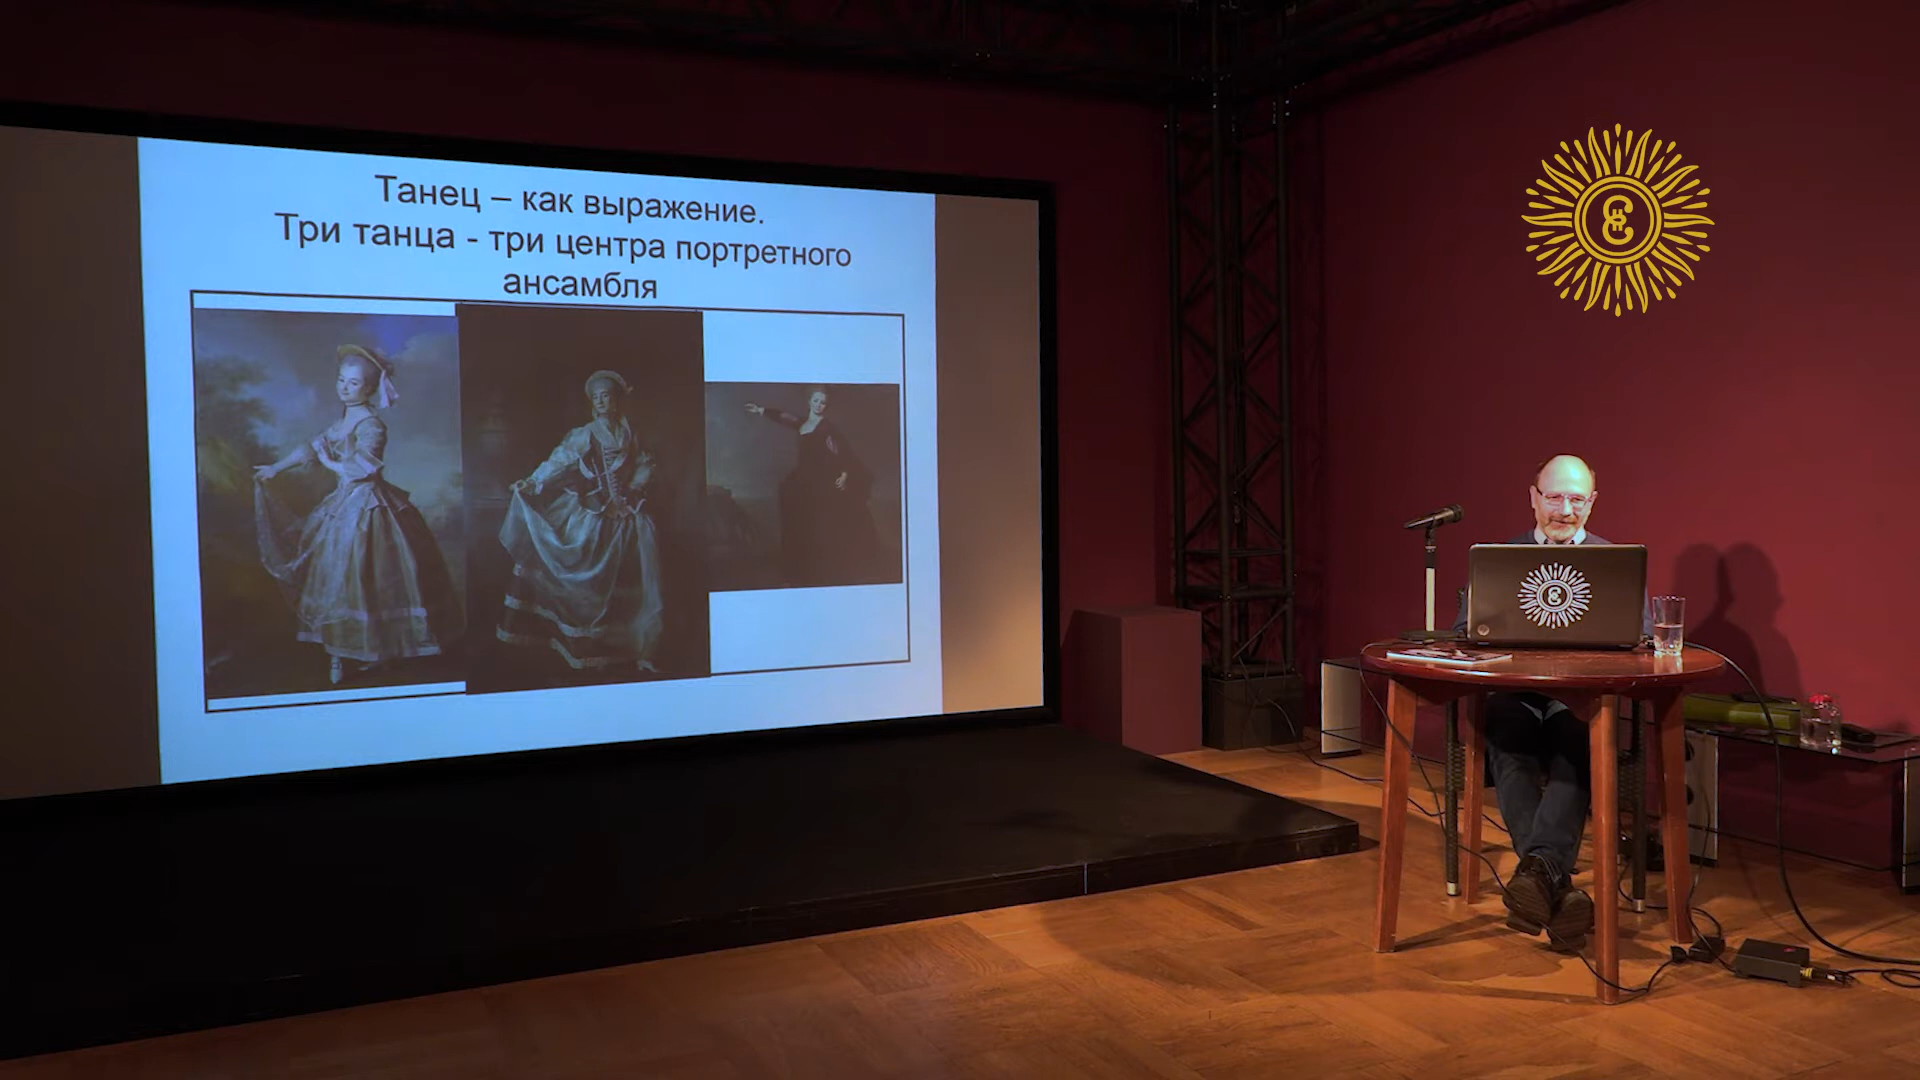 Танец – как выражение.
Три танца - три центра портретного
ансамбля